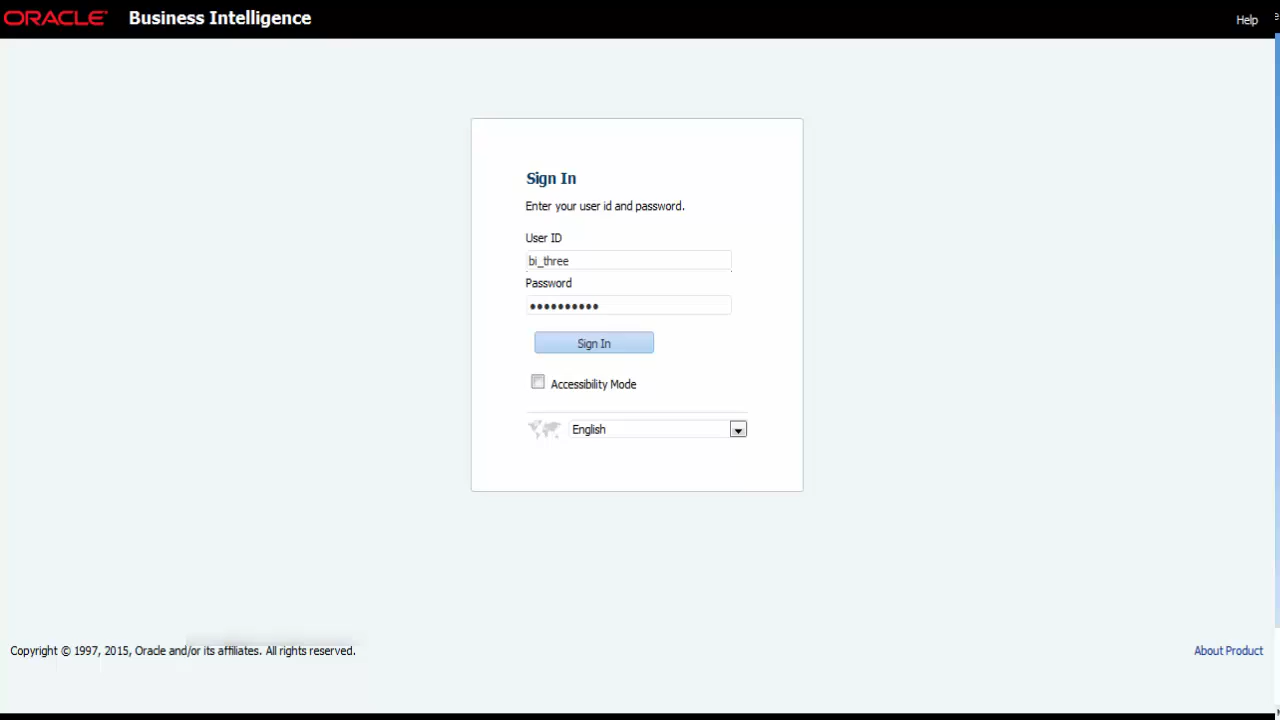 ORACLE Business Intelligence Help
Sign In
Enter your user id and password.
User ID
bi_three
Password
••••••••••
Sign In
Accessibility Mode
English
Copyright © 1997, 2015, Oracle and/or its affiliates. All rights reserved. About Product